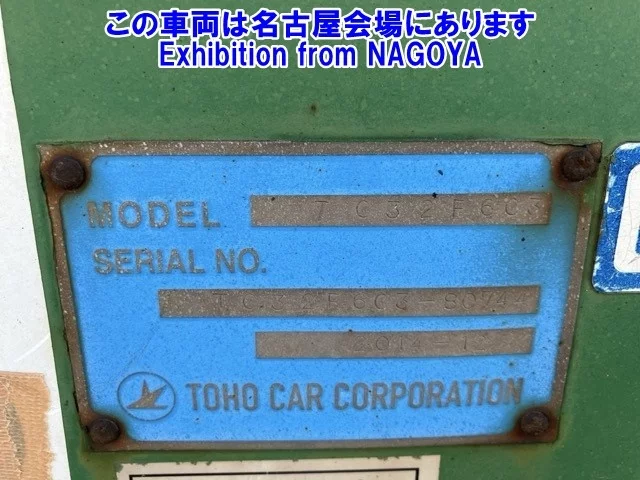 この車両は名古屋会場にあります
Exhibition from NAGOYA
MODEL TC32F6C3
SERIAL NO.
TOHO CAR CORPORATION